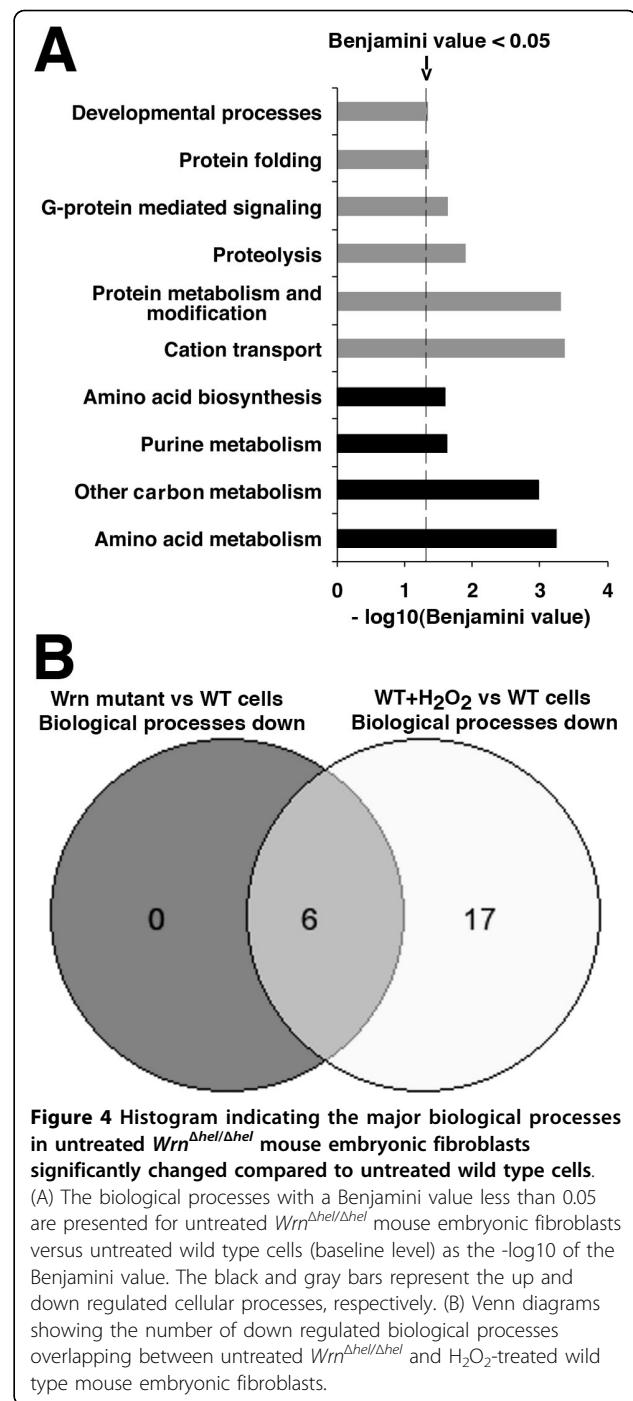 A
Benjamini value < 0.05
Developmental processes
Protein folding
G-protein mediated signaling
Proteolysis
Protein metabolism and
modification
Cation transport
Amino acid biosynthesis
Purine metabolism
Other carbon metabolism
Amino acid metabolism
0 1 2 3 4
- log10(Benjamini value)
B
Wrn mutant vs WT cells
Biological processes down
WT+H₂O₂ vs WT cells
Biological processes down
0 6 17
Figure 4 Histogram indicating the major biological processes
in untreated Wrn^Δhel/Δhel mouse embryonic fibroblasts
significantly changed compared to untreated wild type cells.
(A) The biological processes with a Benjamini value less than 0.05
are presented for untreated Wrn^Δhel/Δhel mouse embryonic fibroblasts
versus untreated wild type cells (baseline level) as the -log10 of the
Benjamini value. The black and gray bars represent the up and
down regulated cellular processes, respectively. (B) Venn diagrams
showing the number of down regulated biological processes
overlapping between untreated Wrn^Δhel/Δhel and H₂O₂-treated wild
type mouse embryonic fibroblasts.